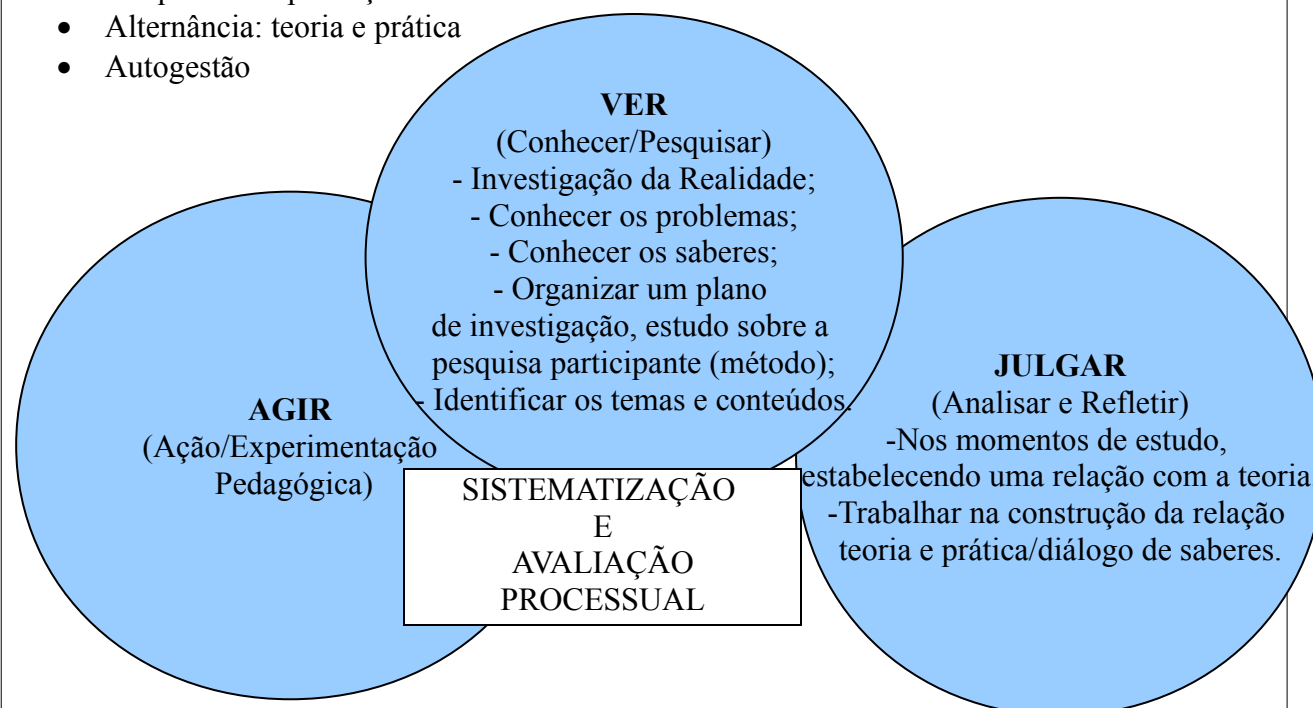 • Alternância: teoria e prática
• Autogestão
VER
(Conhecer/Pesquisar)
- Investigação da Realidade;
- Conhecer os problemas;
- Conhecer os saberes;
- Organizar um plano
de investigação, estudo sobre a
pesquisa participante (método);
- Identificar os temas e conteúdos.
AGIR
(Ação/Experimentação
Pedagógica)
SISTEMATIZAÇÃO
E
AVALIAÇÃO
PROCESSUAL
JULGAR
(Analisar e Refletir)
-Nos momentos de estudo,
estabelecendo uma relação com a teoria
-Trabalhar na construção da relação
teoria e prática/diálogo de saberes.